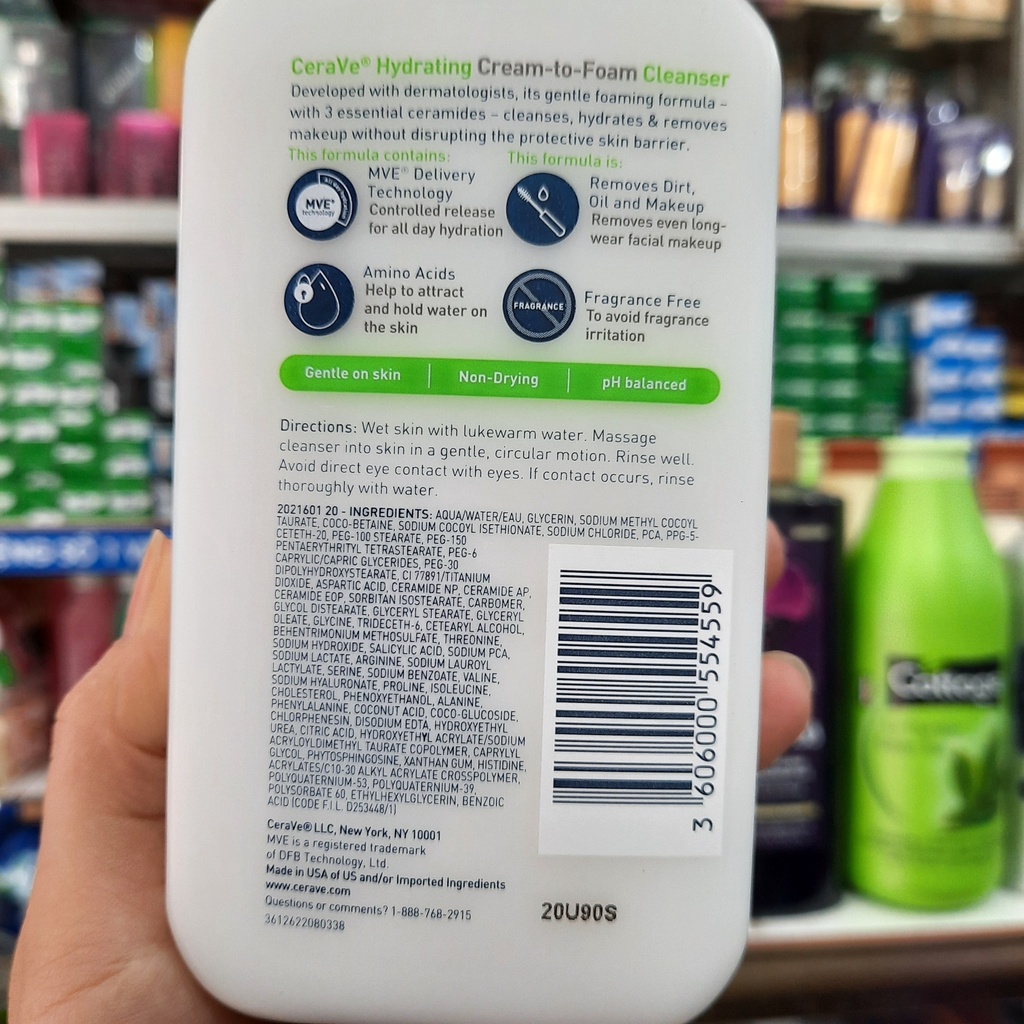 CeraVe® Hydrating Cream-to-Foam Cleanser
Developed with dermatologists, its gentle foaming formula –
with 3 essential ceramides – cleanses, hydrates & removes
makeup without disrupting the protective skin barrier.
This formula contains:
MVE®
technology
MVE® Delivery
Technology
Controlled release
for all day hydration
Amino Acids
Help to attract
and hold water on
the skin
This formula is:
Removes Dirt,
Oil and Makeup
Removes even long-
wear facial makeup
FRAGRANCE
Fragrance Free
To avoid fragrance
irritation
Gentle on skin
Non-Drying
pH balanced
Directions: Wet skin with lukewarm water. Massage
cleanser into skin in a gentle, circular motion. Rinse well.
Avoid direct eye contact with eyes. If contact occurs, rinse
thoroughly with water.
2021601 20 - INGREDIENTS: AQUA/WATER/EAU, GLYCERIN, SODIUM METHYL COCOYL
TAURATE, COCO-BETAINE, SODIUM COCOYL ISETHIONATE, SODIUM CHLORIDE, PCA, PPG-5-
CETETH-20, PEG-100 STEARATE, PEG-150
PENTAERYTHRITYL TETRASTEARATE, PEG-6
CAPRYLIC/CAPRIC GLYCERIDES, PEG-30
DIPOLYHYDROXYSTEARATE, CI 77891/TITANIUM
DIOXIDE, ASPARTIC ACID, CERAMIDE NP, CERAMIDE AP,
CERAMIDE EOP, SORBITAN ISOSTEARATE, CARBOMER,
GLYCOL DISTEARATE, GLYCERYL STEARATE, GLYCERYL
OLEATE, GLYCINE, TRIDECETH-6, CETEARYL ALCOHOL,
BEHENTRIMONIUM METHOSULFATE, THREONINE,
SODIUM HYDROXIDE, SALICYLIC ACID, SODIUM PCA,
SODIUM LACTATE, ARGININE, SODIUM LAUROYL
LACTYLATE, SERINE, SODIUM BENZOATE, VALINE,
SODIUM HYALURONATE, PROLINE, ISOLEUCINE,
CHOLESTEROL, PHENOXYETHANOL, ALANINE,
PHENYLALANINE, COCONUT ACID, COCO-GLUCOSIDE,
CHLORPHENESIN, DISODIUM EDTA, HYDROXYETHYL
UREA, CITRIC ACID, HYDROXYETHYL ACRYLATE/SODIUM
ACRYLOYLDIMETHYL TAURATE COPOLYMER, CAPRYLYL
GLYCOL, PHYTOSPHINGOSINE, XANTHAN GUM, HISTIDINE,
ACRYLATES/C10-30 ALKYL ACRYLATE CROSSPOLYMER,
POLYQUATERNIUM-53, POLYQUATERNIUM-39,
POLYSORBATE 60, ETHYLHEXYLGLYCERIN, BENZOIC
ACID (CODE F.I.L. D253448/1)
3 606000 554559
CeraVe® LLC, New York, NY 10001
MVE is a registered trademark
of DFB Technology, Ltd.
Made in USA of US and/or Imported Ingredients
www.cerave.com
Questions or comments? 1-888-768-2915
3612622080338
20U90S